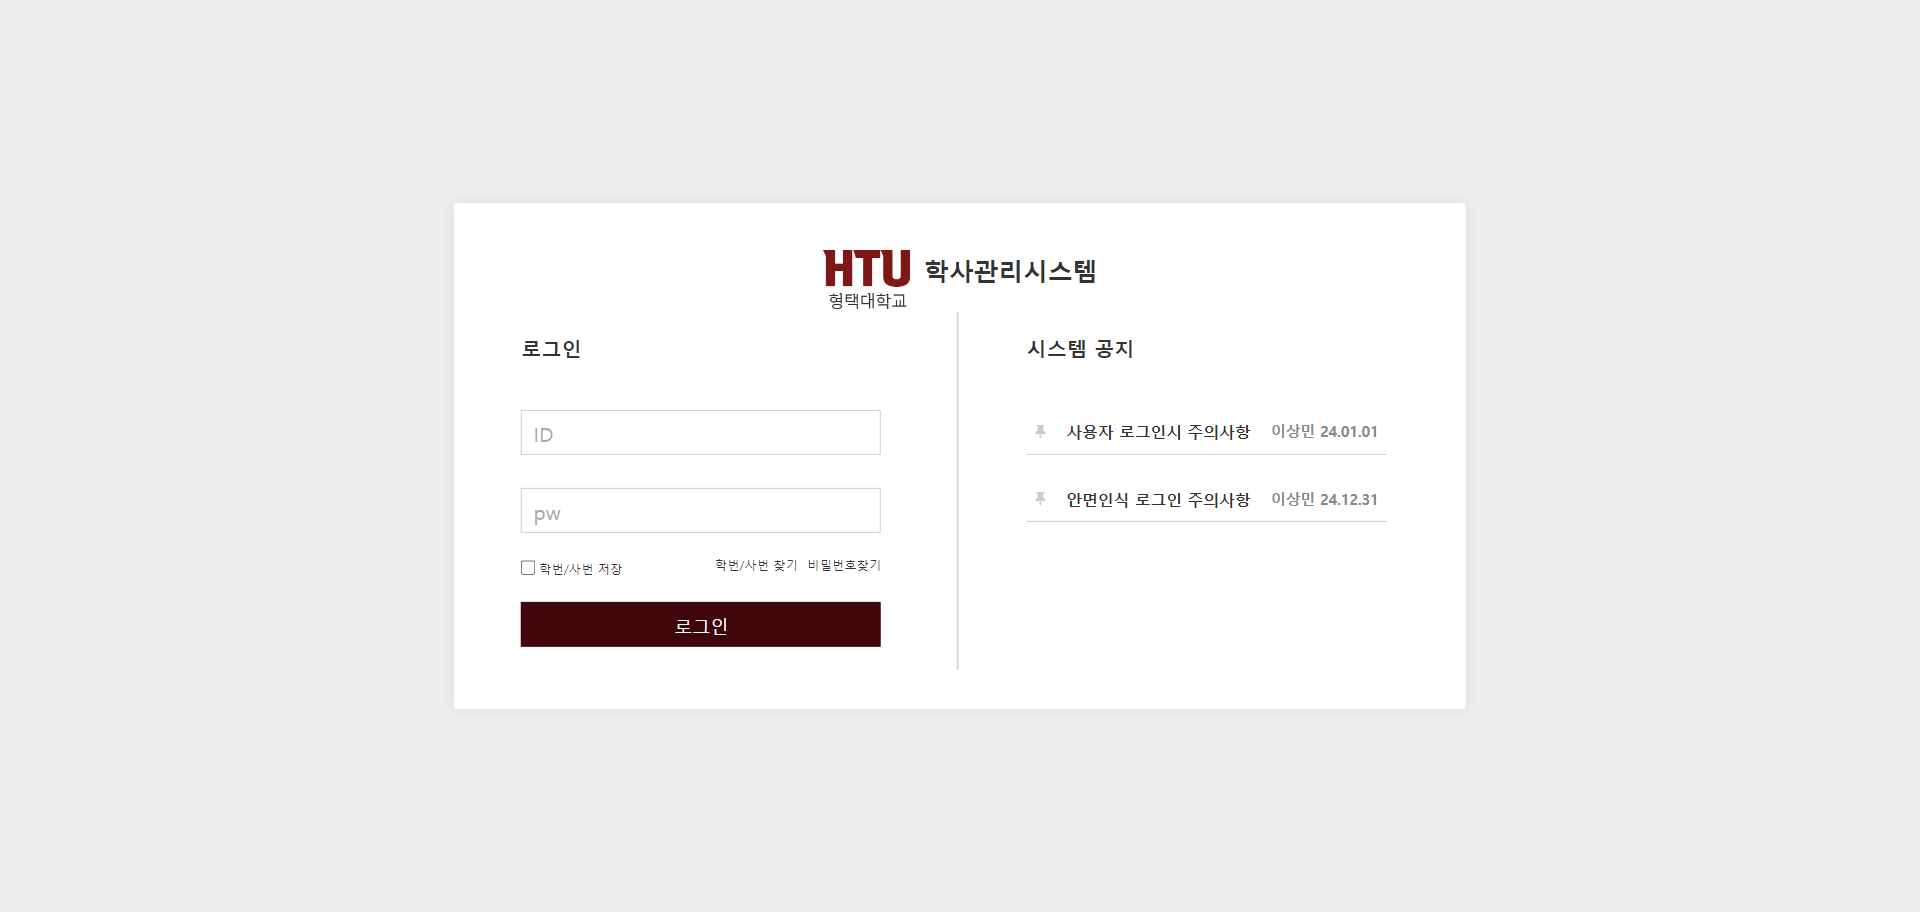 HTU 학사관리시스템
형택대학교
로그인
ID
pw
학번/사번 저장 학번/사번 찾기 비밀번호찾기
로그인
시스템 공지
사용자 로그인시 주의사항 이상민 24.01.01
안면인식 로그인 주의사항 이상민 24.12.31